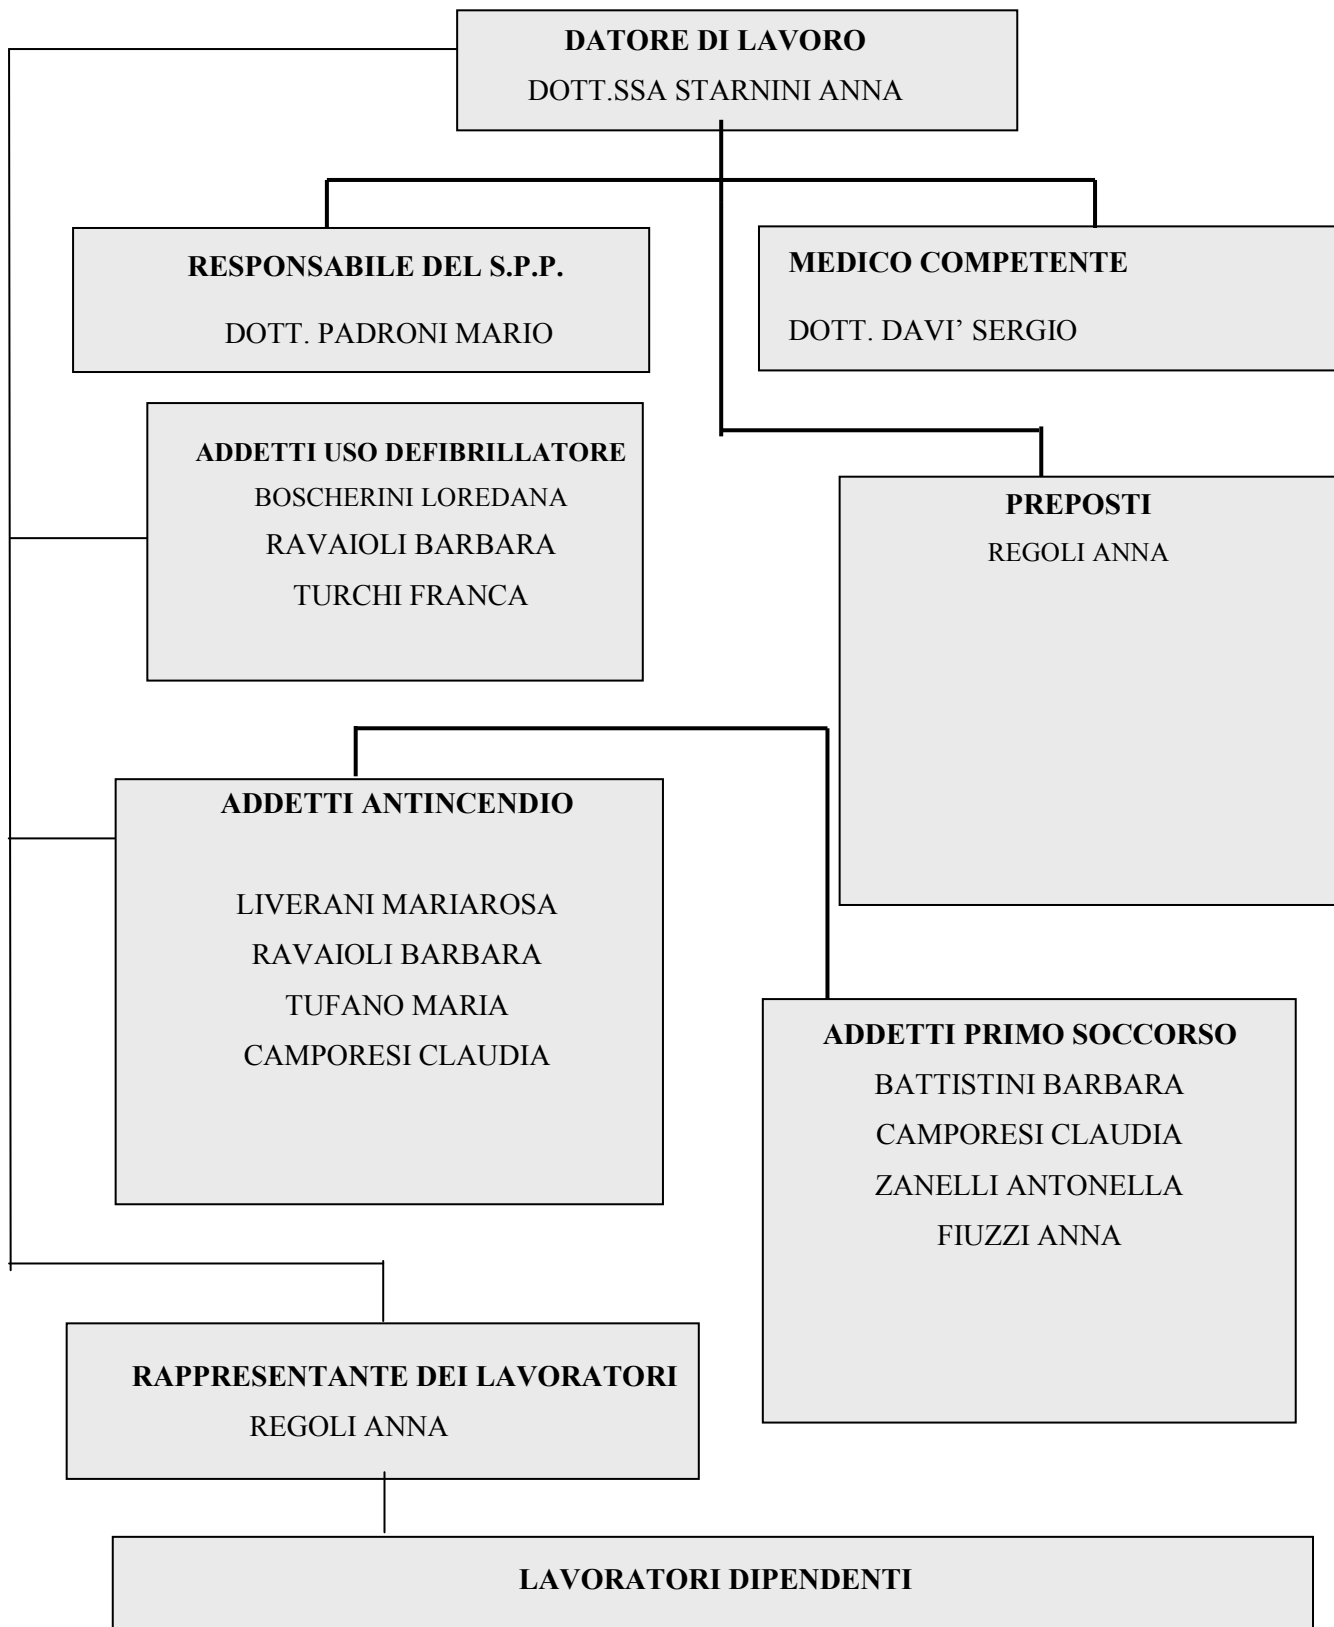 DATORE DI LAVORO
DOTT.SSA STARNINI ANNA
RESPONSABILE DEL S.P.P.
DOTT. PADRONI MARIO
MEDICO COMPETENTE
DOTT. DAVI’ SERGIO
ADDETTI USO DEFIBRILLATORE
BOSCHERINI LOREDANA
RAVAIOLI BARBARA
TURCHI FRANCA
PREPOSTI
REGOLI ANNA
ADDETTI ANTINCENDIO
LIVERANI MARIAROSA
RAVAIOLI BARBARA
TUFANO MARIA
CAMPORESI CLAUDIA
ADDETTI PRIMO SOCCORSO
BATTISTINI BARBARA
CAMPORESI CLAUDIA
ZANELLI ANTONELLA
FIUZZI ANNA
RAPPRESENTANTE DEI LAVORATORI
REGOLI ANNA
LAVORATORI DIPENDENTI